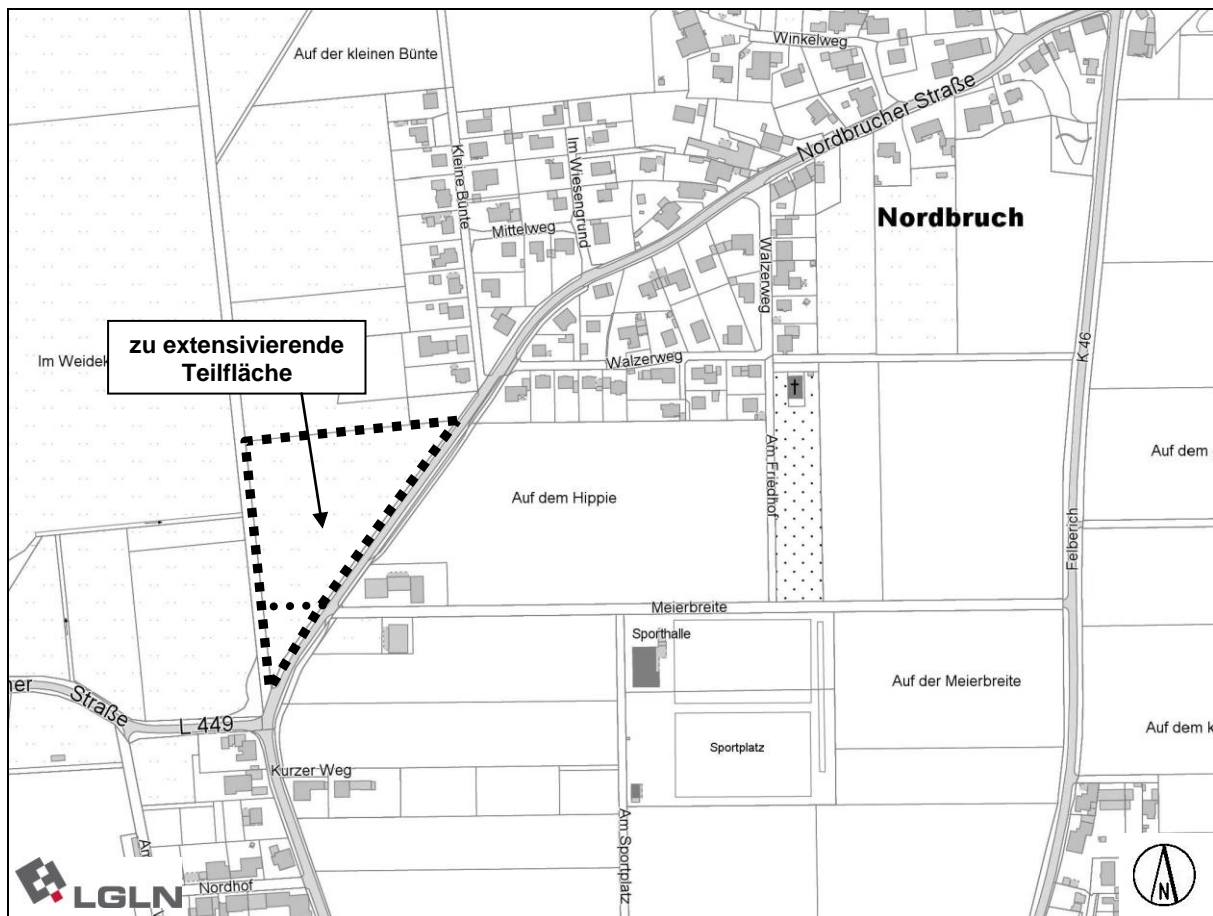 Auf der kleinen Bünte
Winkelweg
Nordbrucher Straße
Kleine Bünte
Im Wiesengrund
Mittelweg
Nordbruch
Walzerweg
K 46
zu extensivierende
Teilfläche
Im Weidek
Walzerweg
Am Friedhof
Auf dem
Auf dem Hippie
Felberich
Meierbreite
Sporthalle
Auf der Meierbreite
ner
Straße
L 449
Sportplatz
Auf dem k
Kurzer Weg
Am Sportplatz
Nordhof
LGLN
N